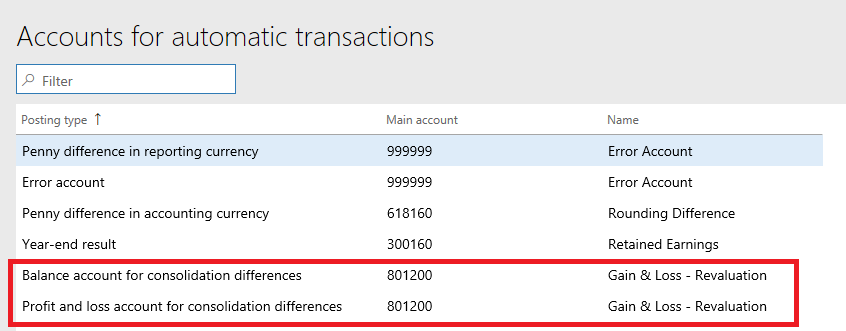 Accounts for automatic transactions
Filter
Posting type ↑ Main account Name
Penny difference in reporting currency 999999 Error Account
Error account 999999 Error Account
Penny difference in accounting currency 618160 Rounding Difference
Year-end result 300160 Retained Earnings
Balance account for consolidation differences 801200 Gain & Loss - Revaluation
Profit and loss account for consolidation differences 801200 Gain & Loss - Revaluation